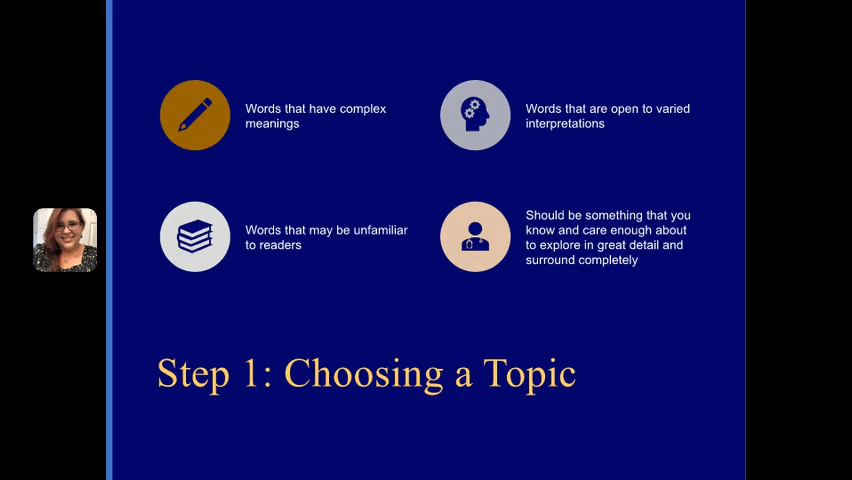 Words that have complex
meanings
Words that are open to varied
interpretations
Words that may be unfamiliar
to readers
Should be something that you
know and care enough about
to explore in great detail and
surround completely
Step 1: Choosing a Topic